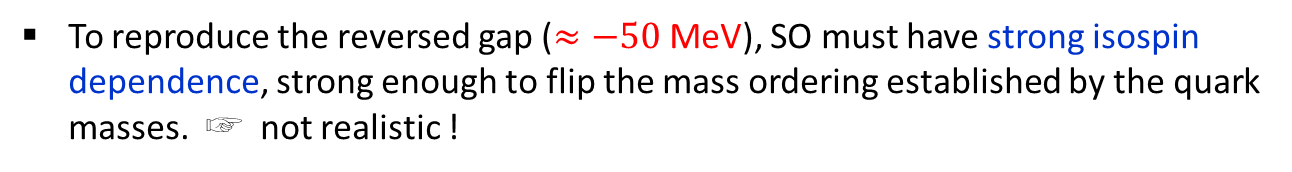 ▪ To reproduce the reversed gap (≈ −50 MeV), SO must have strong isospin
dependence, strong enough to flip the mass ordering established by the quark
masses. ☞ not realistic !